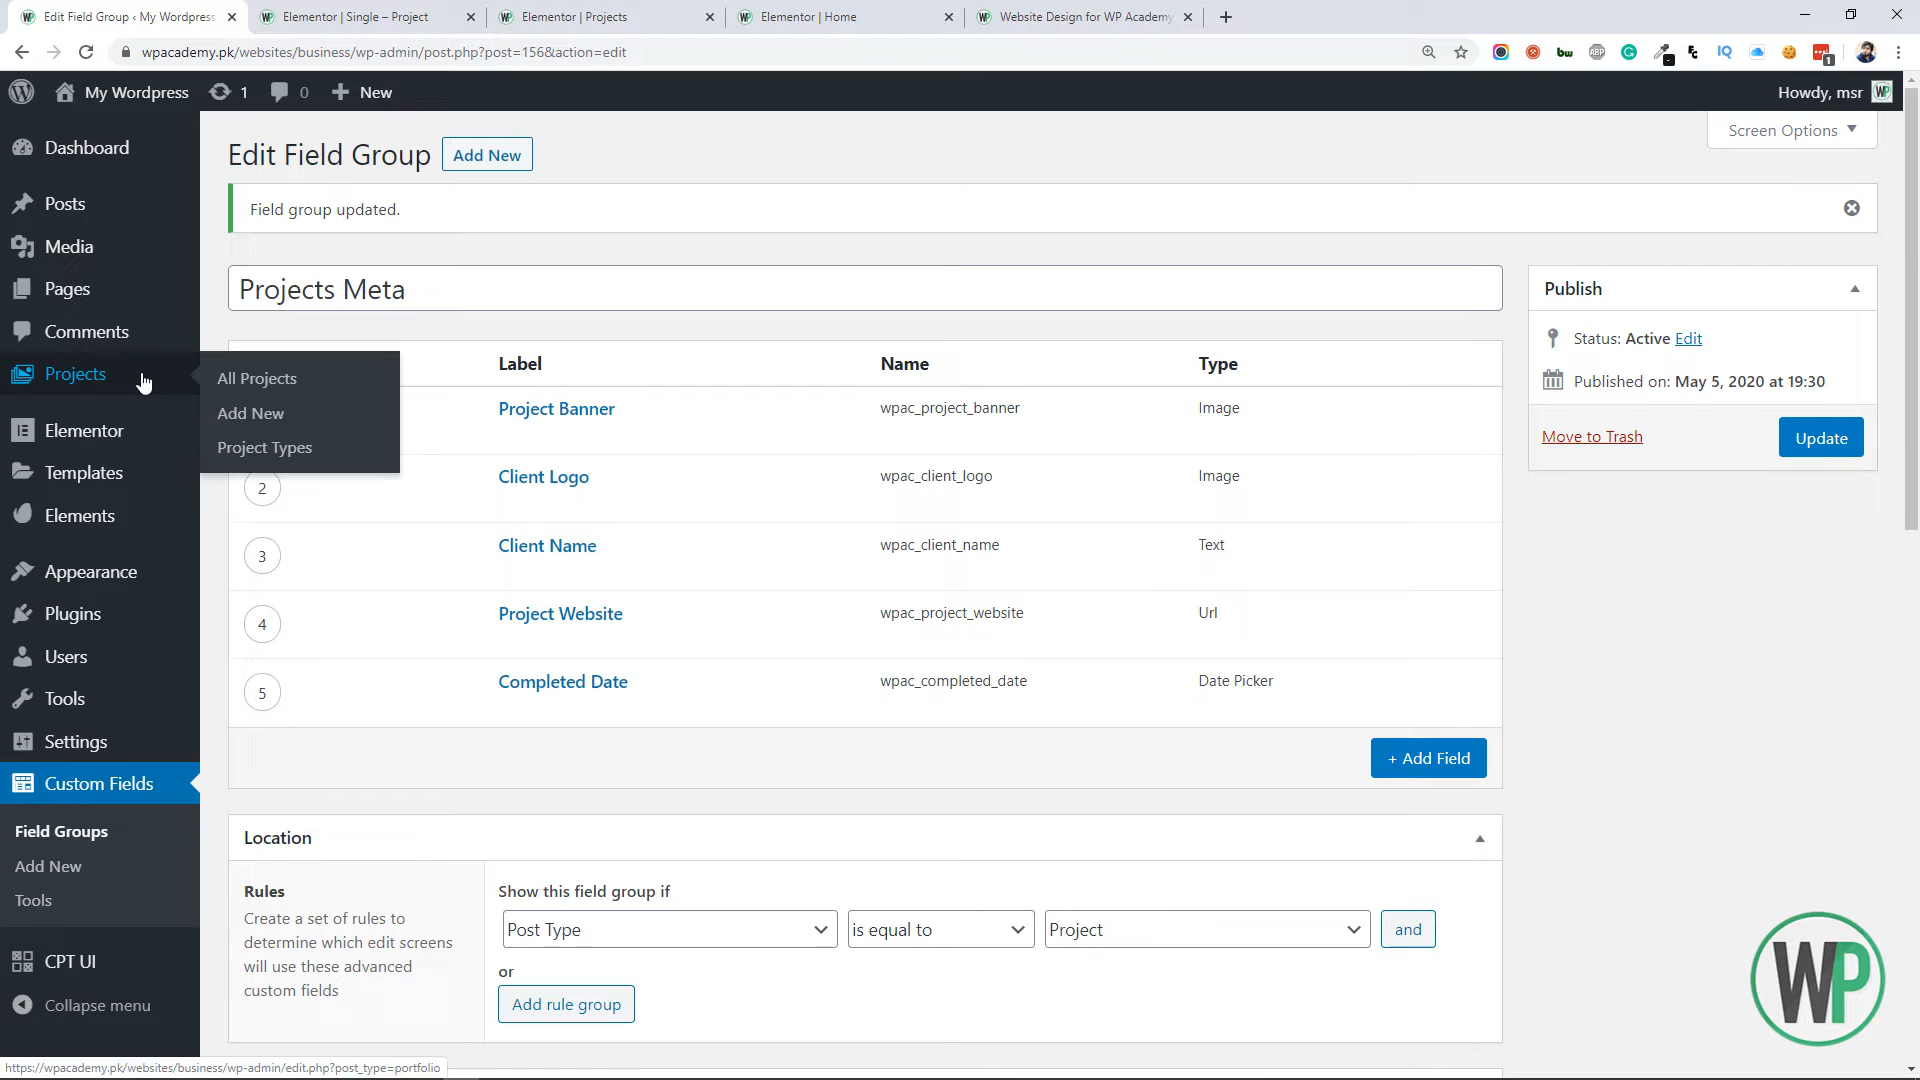 Edit Field Group ‹ My Wordpress
Elementor | Single – Project
Elementor | Projects
Elementor | Home
Website Design for WP Academy
wpacademy.pk/websites/business/wp-admin/post.php?post=156&action=edit
My Wordpress
1
0
New
Howdy, msr
Screen Options
Dashboard
Posts
Media
Pages
Comments
Projects
All Projects
Add New
Project Types
Elementor
Templates
Elements
Appearance
Plugins
Users
Tools
Settings
Custom Fields
Field Groups
Add New
Tools
CPT UI
Collapse menu
Edit Field Group
Add New
Field group updated.
Projects Meta
Label Name Type
Project Banner wpac_project_banner Image
2 Client Logo wpac_client_logo Image
3 Client Name wpac_client_name Text
4 Project Website wpac_project_website Url
5 Completed Date wpac_completed_date Date Picker
+ Add Field
Publish
Status: Active Edit
Published on: May 5, 2020 at 19:30
Move to Trash
Update
Location
Rules
Create a set of rules to
determine which edit screens
will use these advanced
custom fields
Show this field group if
Post Type is equal to Project and
or
Add rule group
WP
https://wpacademy.pk/websites/business/wp-admin/edit.php?post_type=portfolio